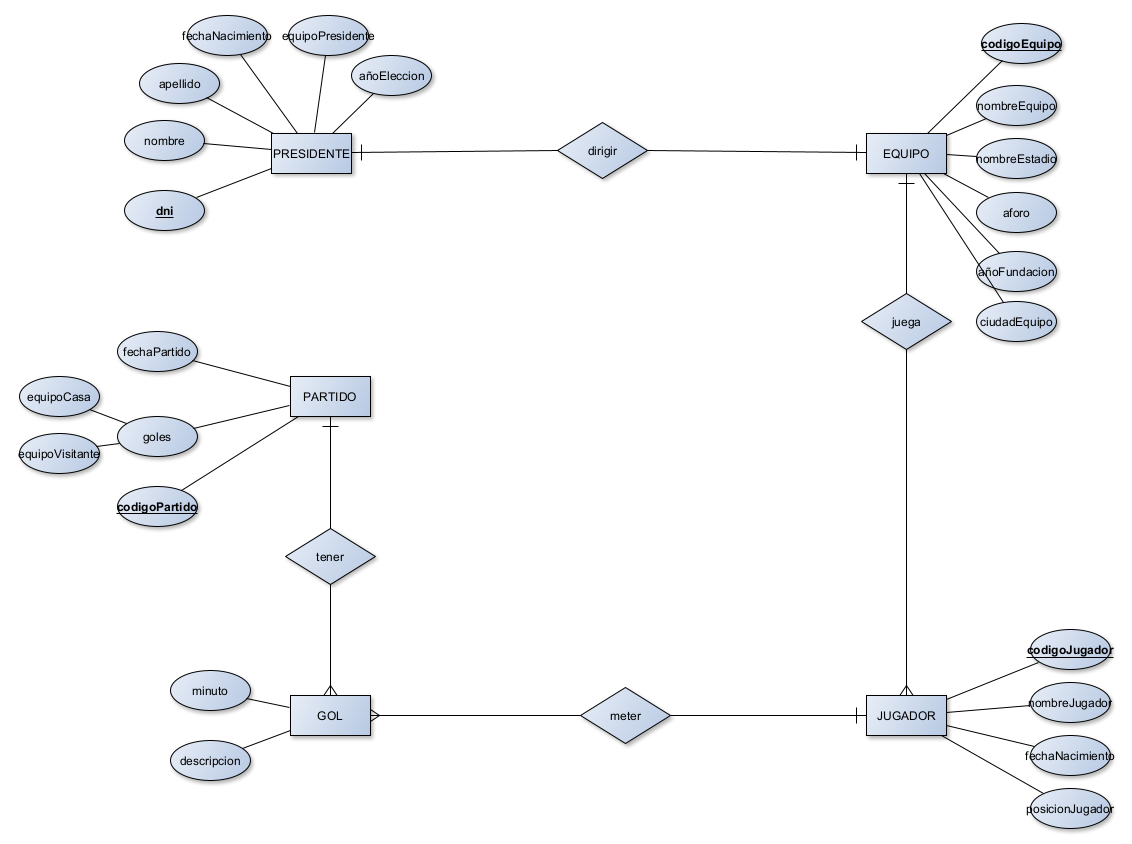 fechaNacimiento
equipoPresidente
añoEleccion
apellido
nombre
dni
PRESIDENTE
dirigir
EQUIPO
codigoEquipo
nombreEquipo
nombreEstadio
aforo
añoFundacion
ciudadEquipo
juega
fechaPartido
equipoCasa
goles
equipoVisitante
codigoPartido
PARTIDO
tener
minuto
descripcion
GOL
meter
JUGADOR
codigoJugador
nombreJugador
fechaNacimiento
posicionJugador